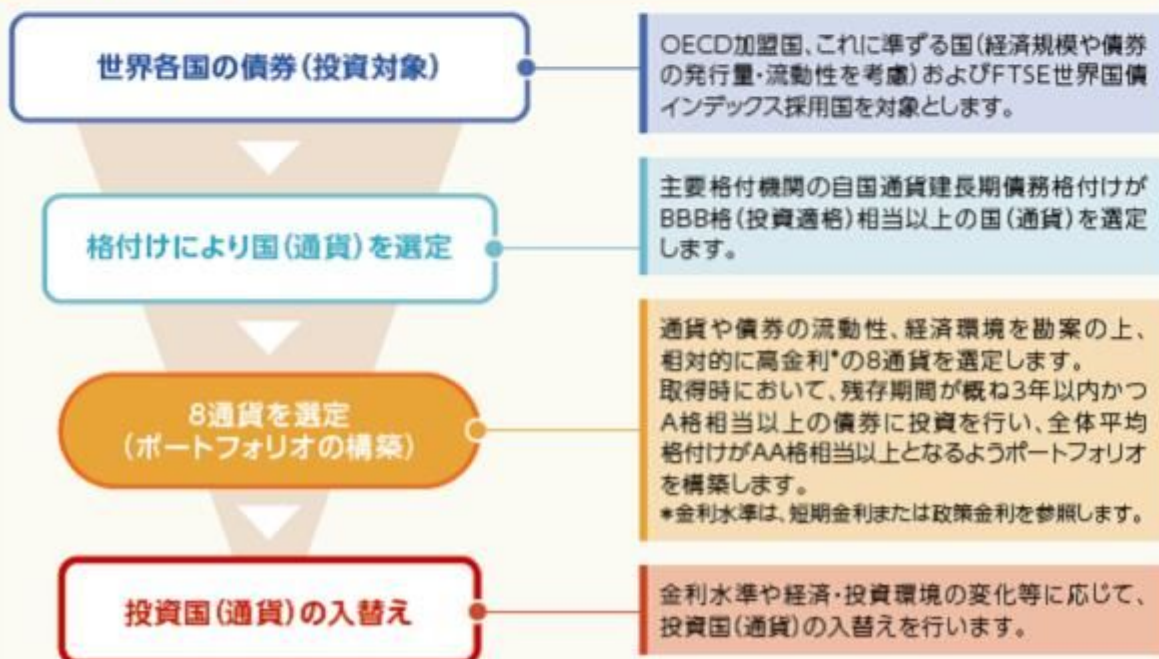 世界各国の債券(投資対象)
OECD加盟国、これに準ずる国(経済規模や債券
の発行量・流動性を考慮)およびFTSE世界国債
インデックス採用国を対象とします。
格付けにより国(通貨)を選定
主要格付機関の自国通貨建長期債務格付けが
BBB格(投資適格)相当以上の国(通貨)を選定
します。
8通貨を選定
(ポートフォリオの構築)
通貨や債券の流動性、経済環境を勘案の上、
相対的に高金利*の8通貨を選定します。
取得時において、残存期間が概ね3年以内かつ
A格相当以上の債券に投資を行い、全体平均
格付けがAA格相当以上となるようポートフォリオ
を構築します。
*金利水準は、短期金利または政策金利を参照します。
投資国(通貨)の入替え
金利水準や経済・投資環境の変化等に応じて、
投資国(通貨)の入替えを行います。